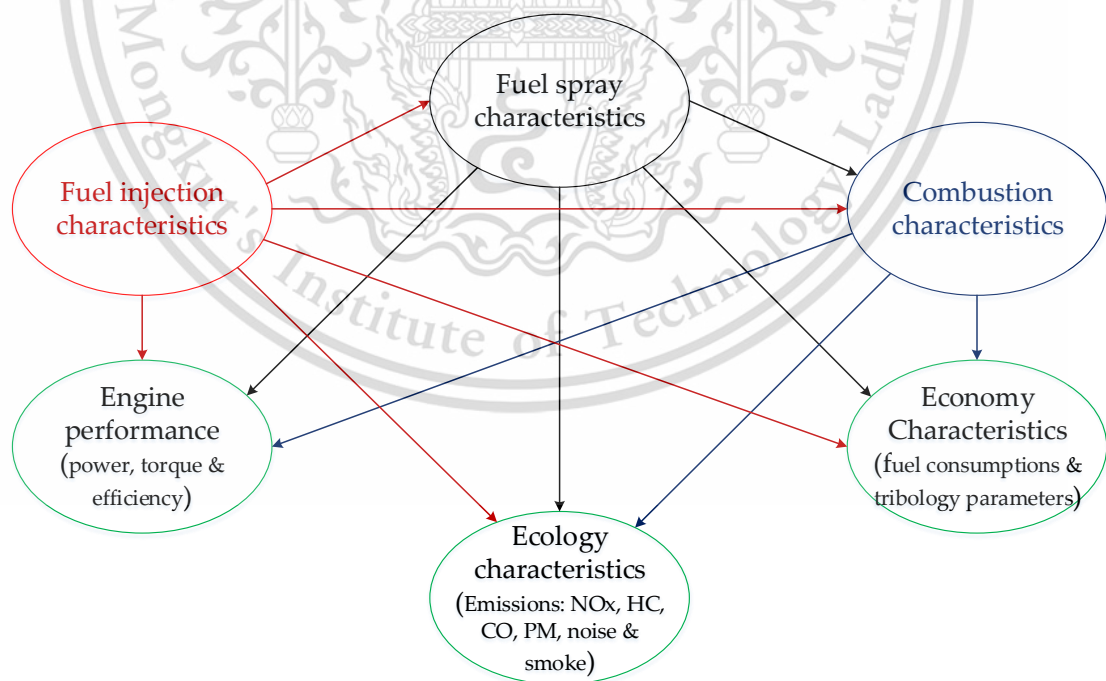 Fuel spray
characteristics
Fuel injection
characteristics
Combustion
characteristics
Engine
performance
(power, torque &
efficiency)
Economy
Characteristics
(fuel consumptions &
tribology parameters)
Ecology
characteristics
(Emissions: NOx, HC,
CO, PM, noise &
smoke)
Mongkut's Institute of Technology Ladkra